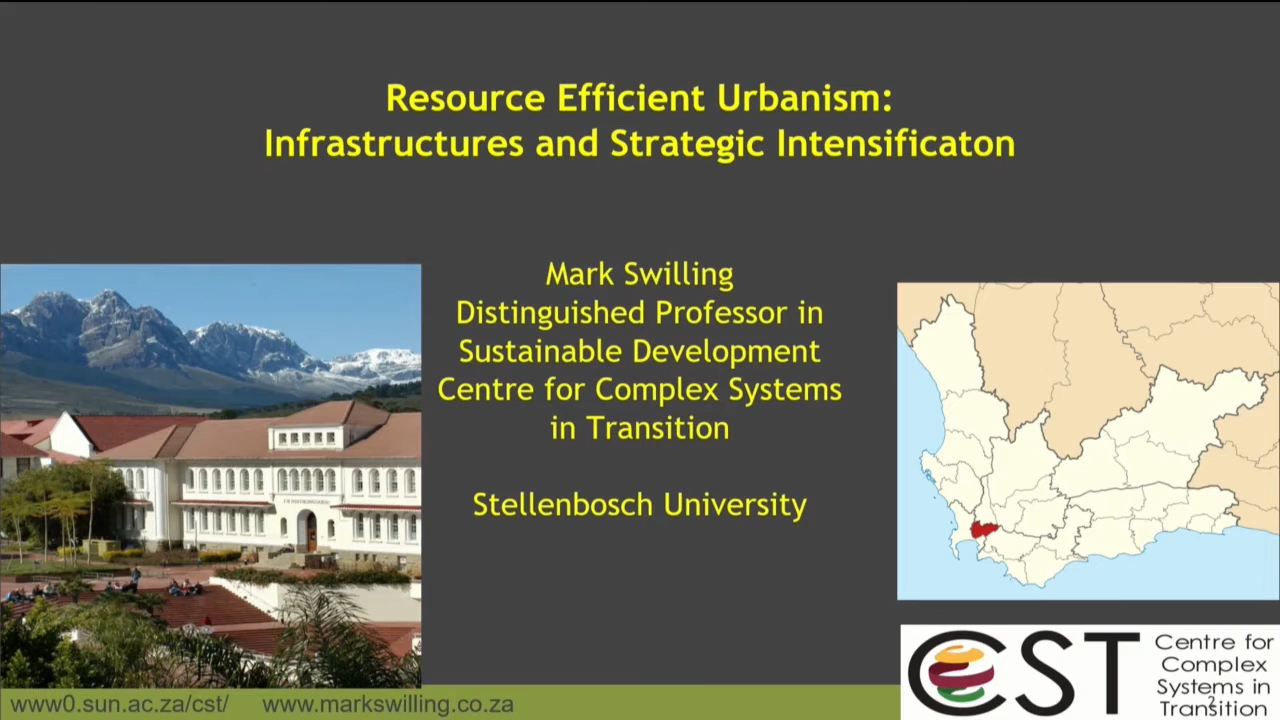 Resource Efficient Urbanism:
Infrastructures and Strategic Intensificaton
Mark Swilling
Distinguished Professor in
Sustainable Development
Centre for Complex Systems
in Transition
Stellenbosch University
CST
Centre for
Complex
Systems in
Transition
2
www0.sun.ac.za/cst/ www.markswilling.co.za